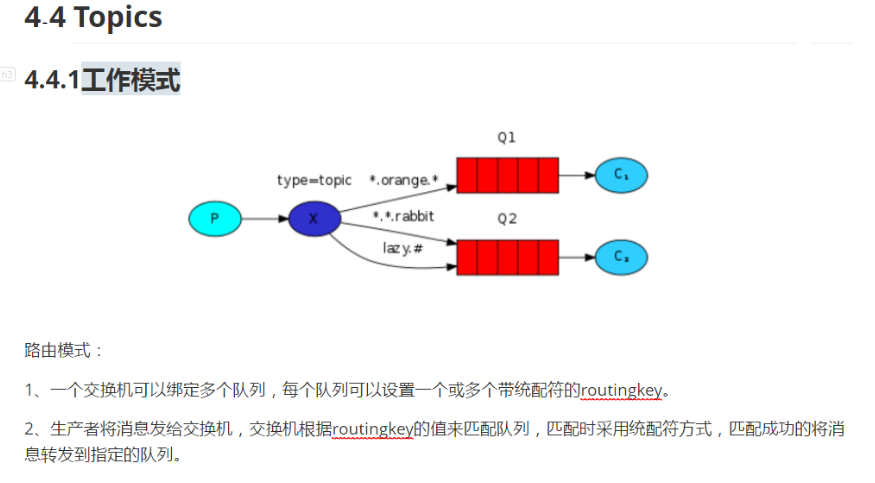 4.4 Topics
h3
4.4.1工作模式
Q1
type=topic *.orange.*
C₁
P
X
*.*.rabbit
Q2
lazy.#
C₂
路由模式：
1、一个交换机可以绑定多个队列，每个队列可以设置一个或多个带统配符的routingkey。
2、生产者将消息发给交换机，交换机根据routingkey的值来匹配队列，匹配时采用统配符方式，匹配成功的将消
息转发到指定的队列。